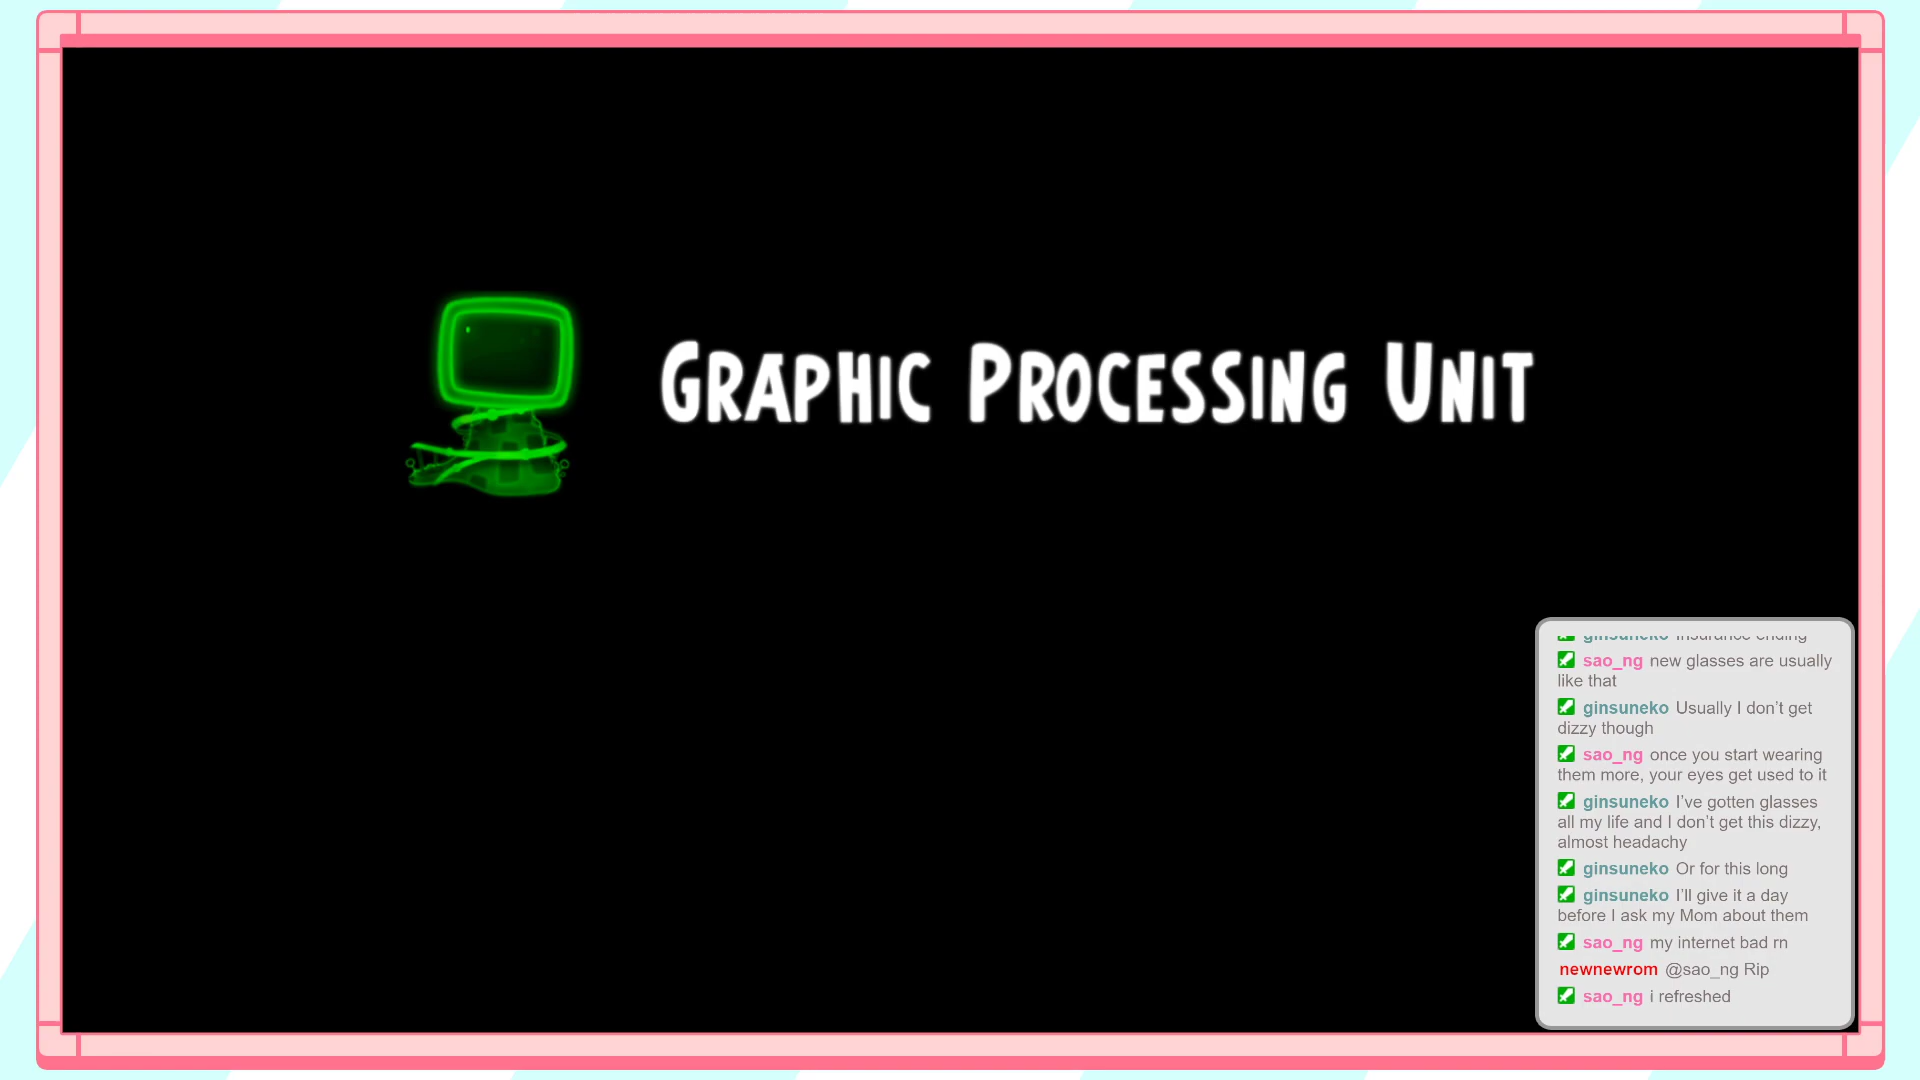 Graphic Processing Unit
ginsuneko Insurance ending
sao_ng new glasses are usually
like that
ginsuneko Usually I don’t get
dizzy though
sao_ng once you start wearing
them more, your eyes get used to it
ginsuneko I’ve gotten glasses
all my life and I don’t get this dizzy,
almost headachy
ginsuneko Or for this long
ginsuneko I’ll give it a day
before I ask my Mom about them
sao_ng my internet bad rn
newnewrom @sao_ng Rip
sao_ng i refreshed